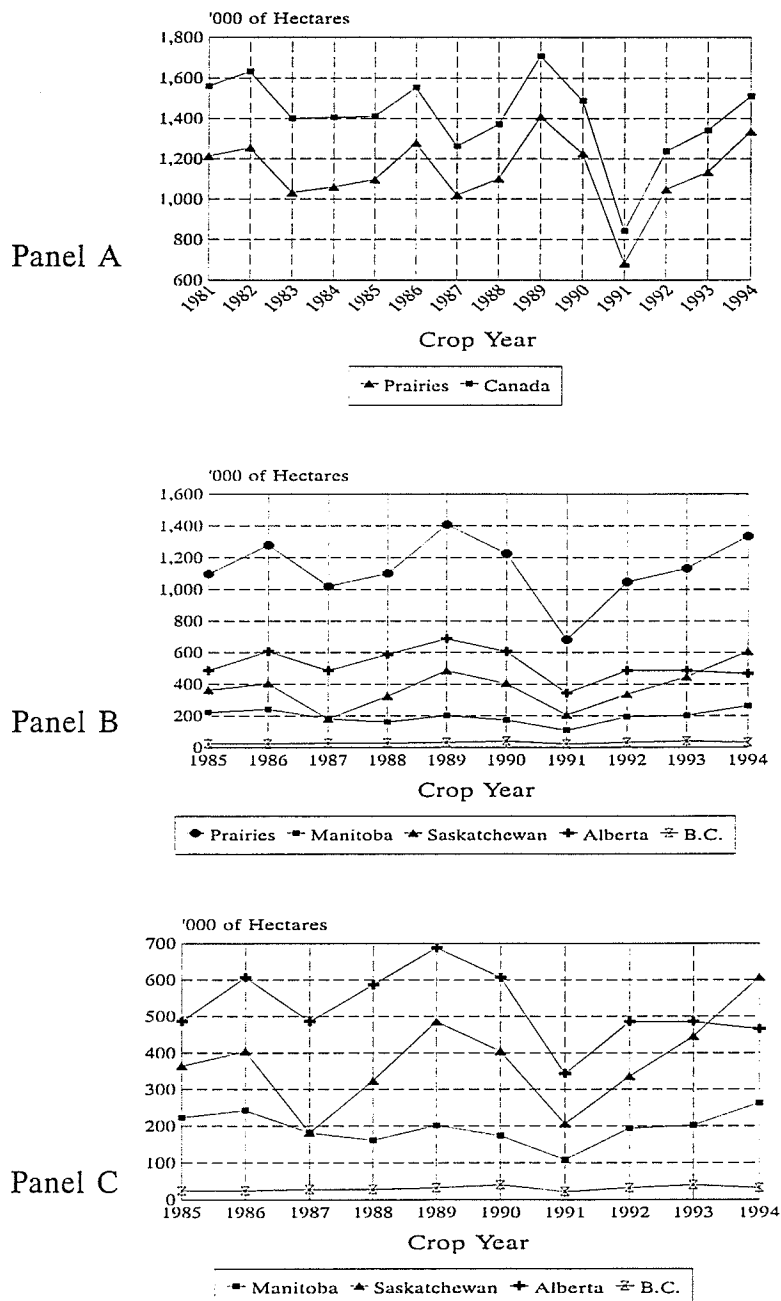 '000 of Hectares
1,800
1,600
1,400
1,200
1,000
800
600
Panel A
1981 1982 1983 1984 1985 1986 1987 1988 1989 1990 1991 1992 1993 1994
Crop Year
Prairies Canada
'000 of Hectares
1,600
1,400
1,200
1,000
800
600
400
200
0
Panel B
1985 1986 1987 1988 1989 1990 1991 1992 1993 1994
Crop Year
Prairies Manitoba Saskatchewan Alberta B.C.
'000 of Hectares
700
600
500
400
300
200
100
0
Panel C
1985 1986 1987 1988 1989 1990 1991 1992 1993 1994
Crop Year
Manitoba Saskatchewan Alberta B.C.